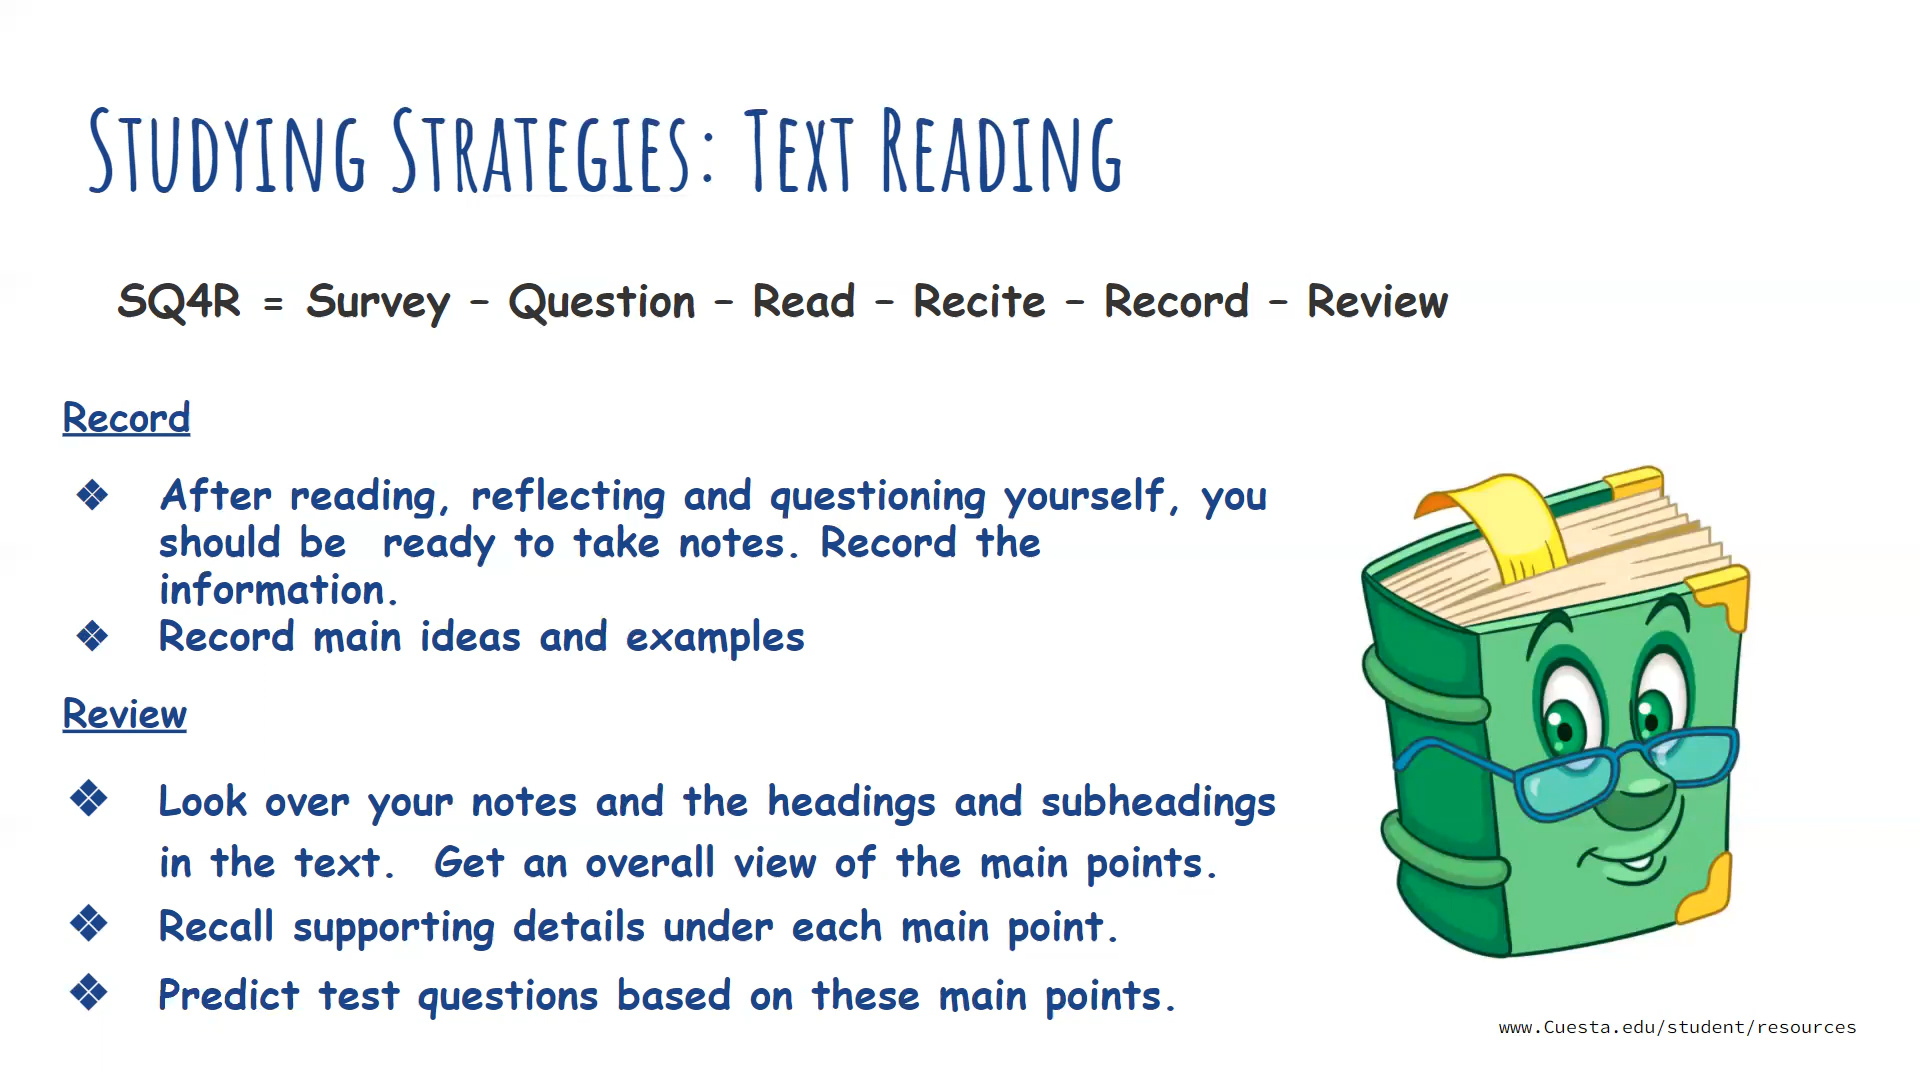 Studying Strategies: Text Reading
SQ4R = Survey – Question – Read – Recite – Record – Review
Record
❖ After reading, reflecting and questioning yourself, you
should be  ready to take notes. Record the
information.
❖ Record main ideas and examples
Review
❖ Look over your notes and the headings and subheadings
in the text.  Get an overall view of the main points.
❖ Recall supporting details under each main point.
❖ Predict test questions based on these main points.
www.Cuesta.edu/student/resources